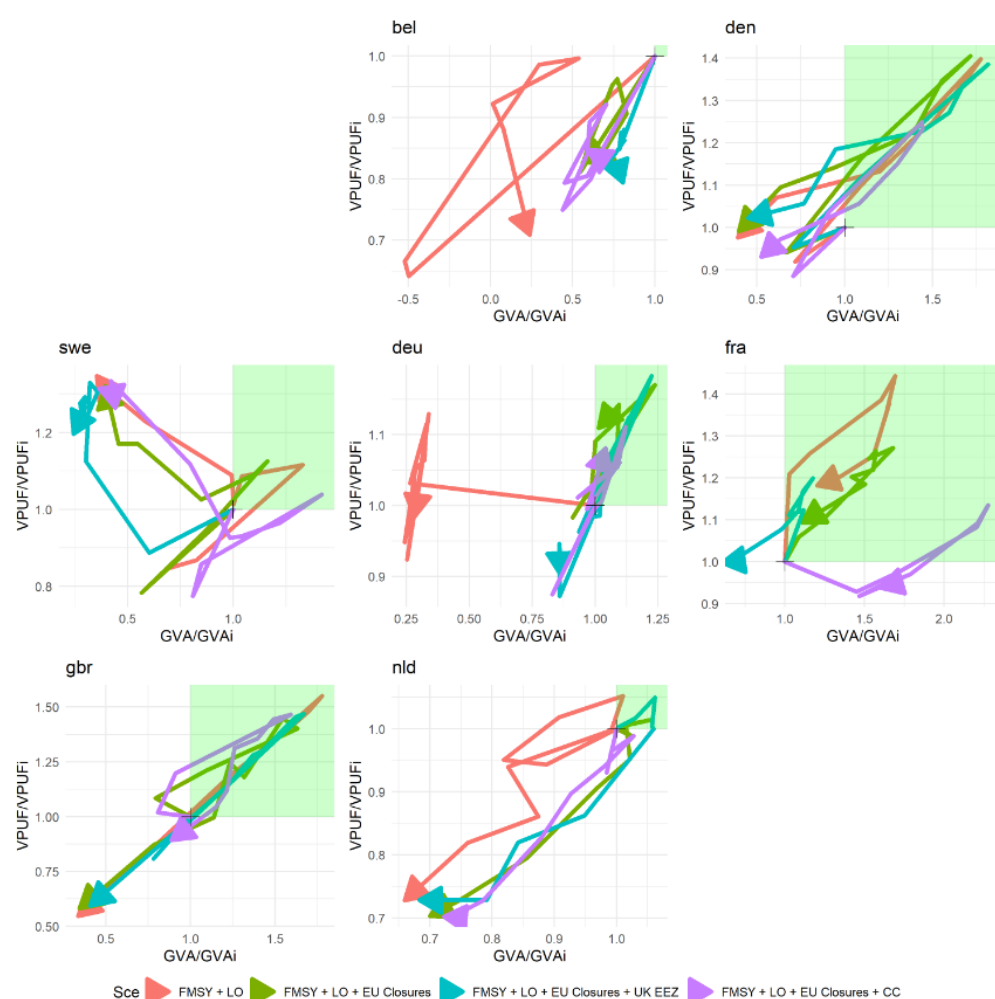 bel
den
1.0
0.9
0.8
0.7
VPUF/VPUFi
-0.5
0.0
0.5
1.0
GVA/GVAi
1.4
1.3
1.2
1.1
1.0
0.9
VPUF/VPUFi
0.5
1.0
1.5
GVA/GVAi
swe
deu
fra
1.2
1.0
0.8
VPUF/VPUFi
0.5
1.0
GVA/GVAi
1.1
1.0
0.9
VPUF/VPUFi
0.25
0.50
0.75
1.00
1.25
GVA/GVAi
1.4
1.3
1.2
1.1
1.0
0.9
VPUF/VPUFi
1.0
1.5
2.0
GVA/GVAi
gbr
nld
1.50
1.25
1.00
0.75
0.50
VPUF/VPUFi
0.5
1.0
1.5
GVA/GVAi
1.0
0.9
0.8
0.7
VPUF/VPUFi
0.7
0.8
0.9
1.0
GVA/GVAi
Sce FMSY + LO FMSY + LO + EU Closures FMSY + LO + EU Closures + UK EEZ FMSY + LO + EU Closures + CC